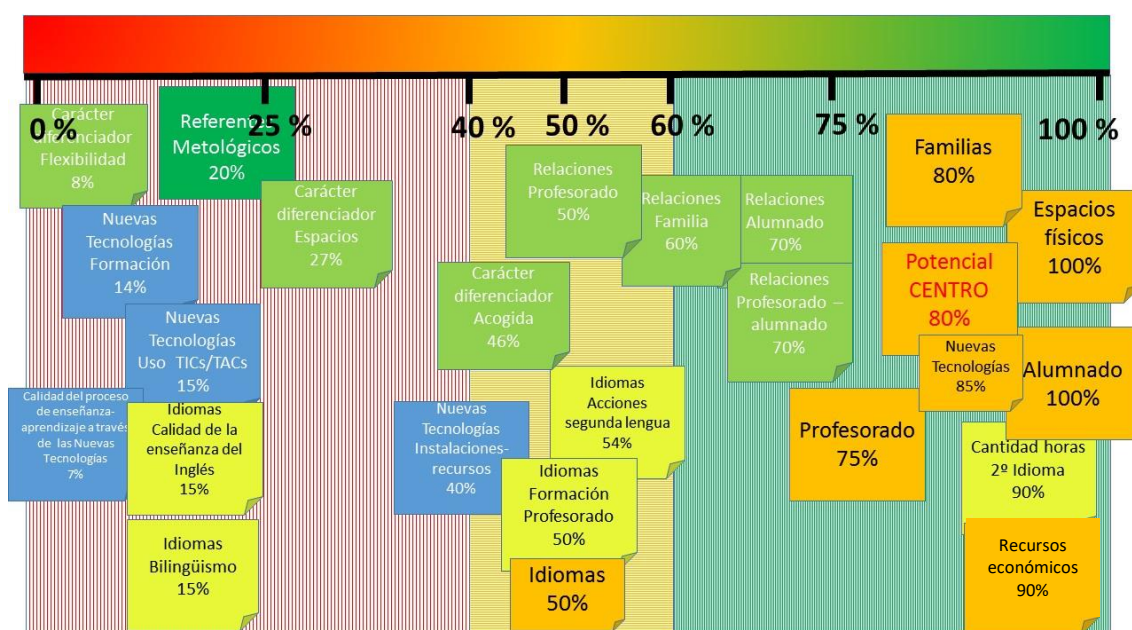 0 %
25 %
40 %
50 %
60 %
75 %
100 %
Carácter
diferenciador
Flexibilidad
8%
Referentes
Metológicos
20%
Nuevas
Tecnologías
Formación
14%
Carácter
diferenciador
Espacios
27%
Nuevas
Tecnologías
Uso TICs/TACs
15%
Calidad del proceso
de enseñanza-
aprendizaje a través
de las Nuevas
Tecnologías
7%
Idiomas
Calidad de la
enseñanza del
Inglés
15%
Idiomas
Bilingüismo
15%
Relaciones
Profesorado
50%
Relaciones
Familia
60%
Relaciones
Alumnado
70%
Carácter
diferenciador
Acogida
46%
Relaciones
Profesorado –
alumnado
70%
Idiomas
Acciones
segunda lengua
54%
Nuevas
Tecnologías
Instalaciones-
recursos
40%
Idiomas
Formación
Profesorado
50%
Idiomas
50%
Familias
80%
Espacios
físicos
100%
Potencial
CENTRO
80%
Nuevas
Tecnologías
85%
Alumnado
100%
Profesorado
75%
Cantidad horas
2º Idioma
90%
Recursos
económicos
90%